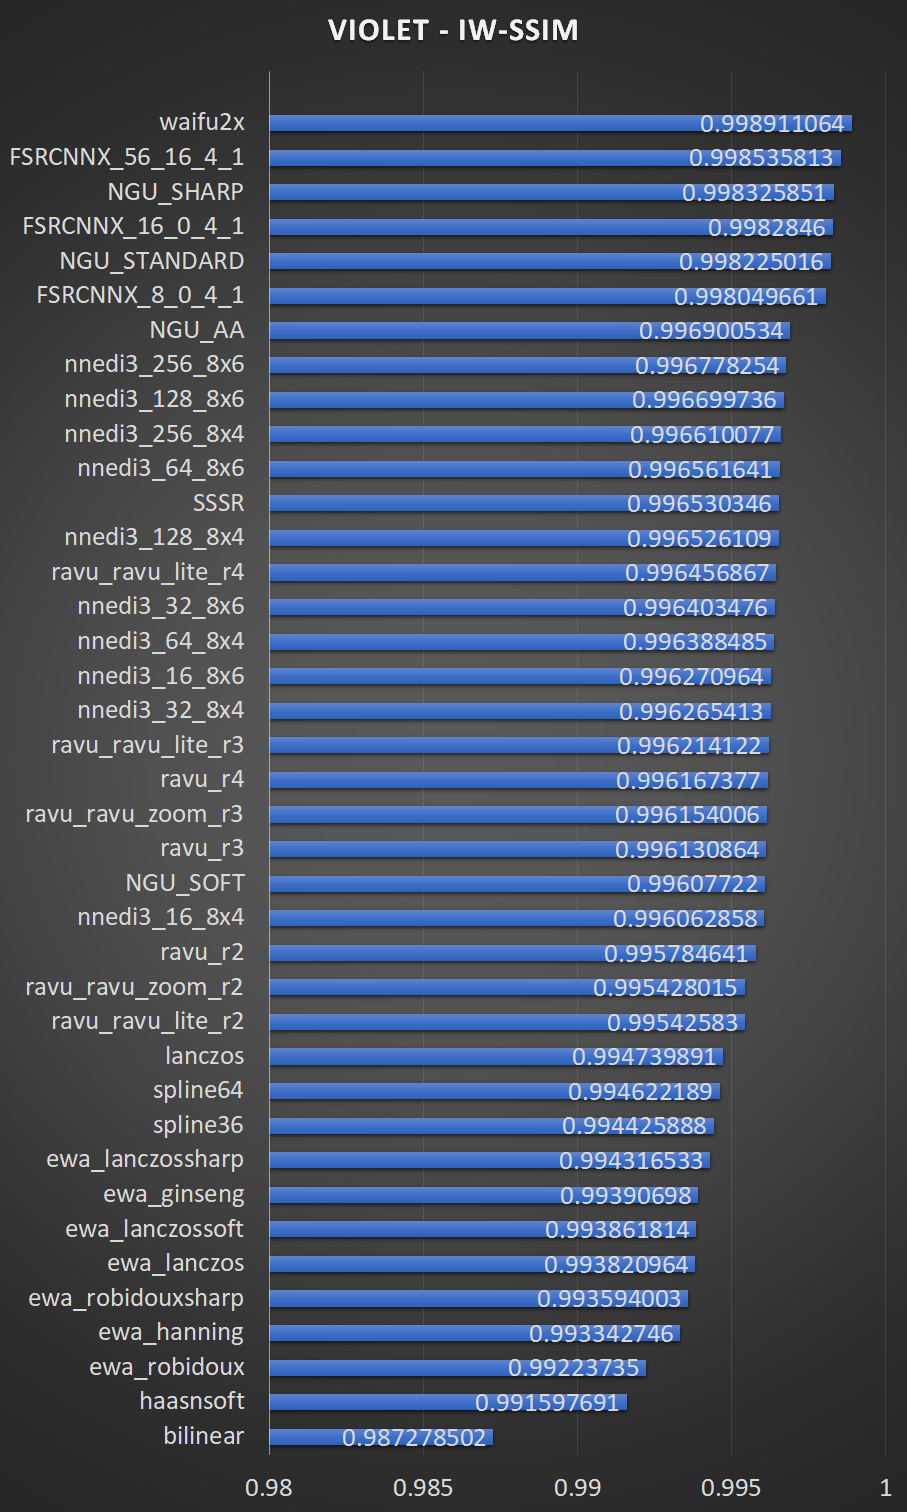 VIOLET - IW-SSIM
waifu2x 0.998911064
FSRCNNX_56_16_4_1 0.998535813
NGU_SHARP 0.998325851
FSRCNNX_16_0_4_1 0.9982846
NGU_STANDARD 0.998225016
FSRCNNX_8_0_4_1 0.998049661
NGU_AA 0.996900534
nnedi3_256_8x6 0.996778254
nnedi3_128_8x6 0.996699736
nnedi3_256_8x4 0.996610077
nnedi3_64_8x6 0.996561641
SSSR 0.996530346
nnedi3_128_8x4 0.996526109
ravu_ravu_lite_r4 0.996456867
nnedi3_32_8x6 0.996403476
nnedi3_64_8x4 0.996388485
nnedi3_16_8x6 0.996270964
nnedi3_32_8x4 0.996265413
ravu_ravu_lite_r3 0.996214122
ravu_r4 0.996167377
ravu_ravu_zoom_r3 0.996154006
ravu_r3 0.996130864
NGU_SOFT 0.99607722
nnedi3_16_8x4 0.996062858
ravu_r2 0.995784641
ravu_ravu_zoom_r2 0.995428015
ravu_ravu_lite_r2 0.99542583
lanczos 0.994739891
spline64 0.994622189
spline36 0.994425888
ewa_lanczossharp 0.994316533
ewa_ginseng 0.99390698
ewa_lanczossoft 0.993861814
ewa_lanczos 0.993820964
ewa_robidouxsharp 0.993594003
ewa_hanning 0.993342746
ewa_robidoux 0.99223735
haasnsoft 0.991597691
bilinear 0.987278502
0.98 0.985 0.99 0.995 1